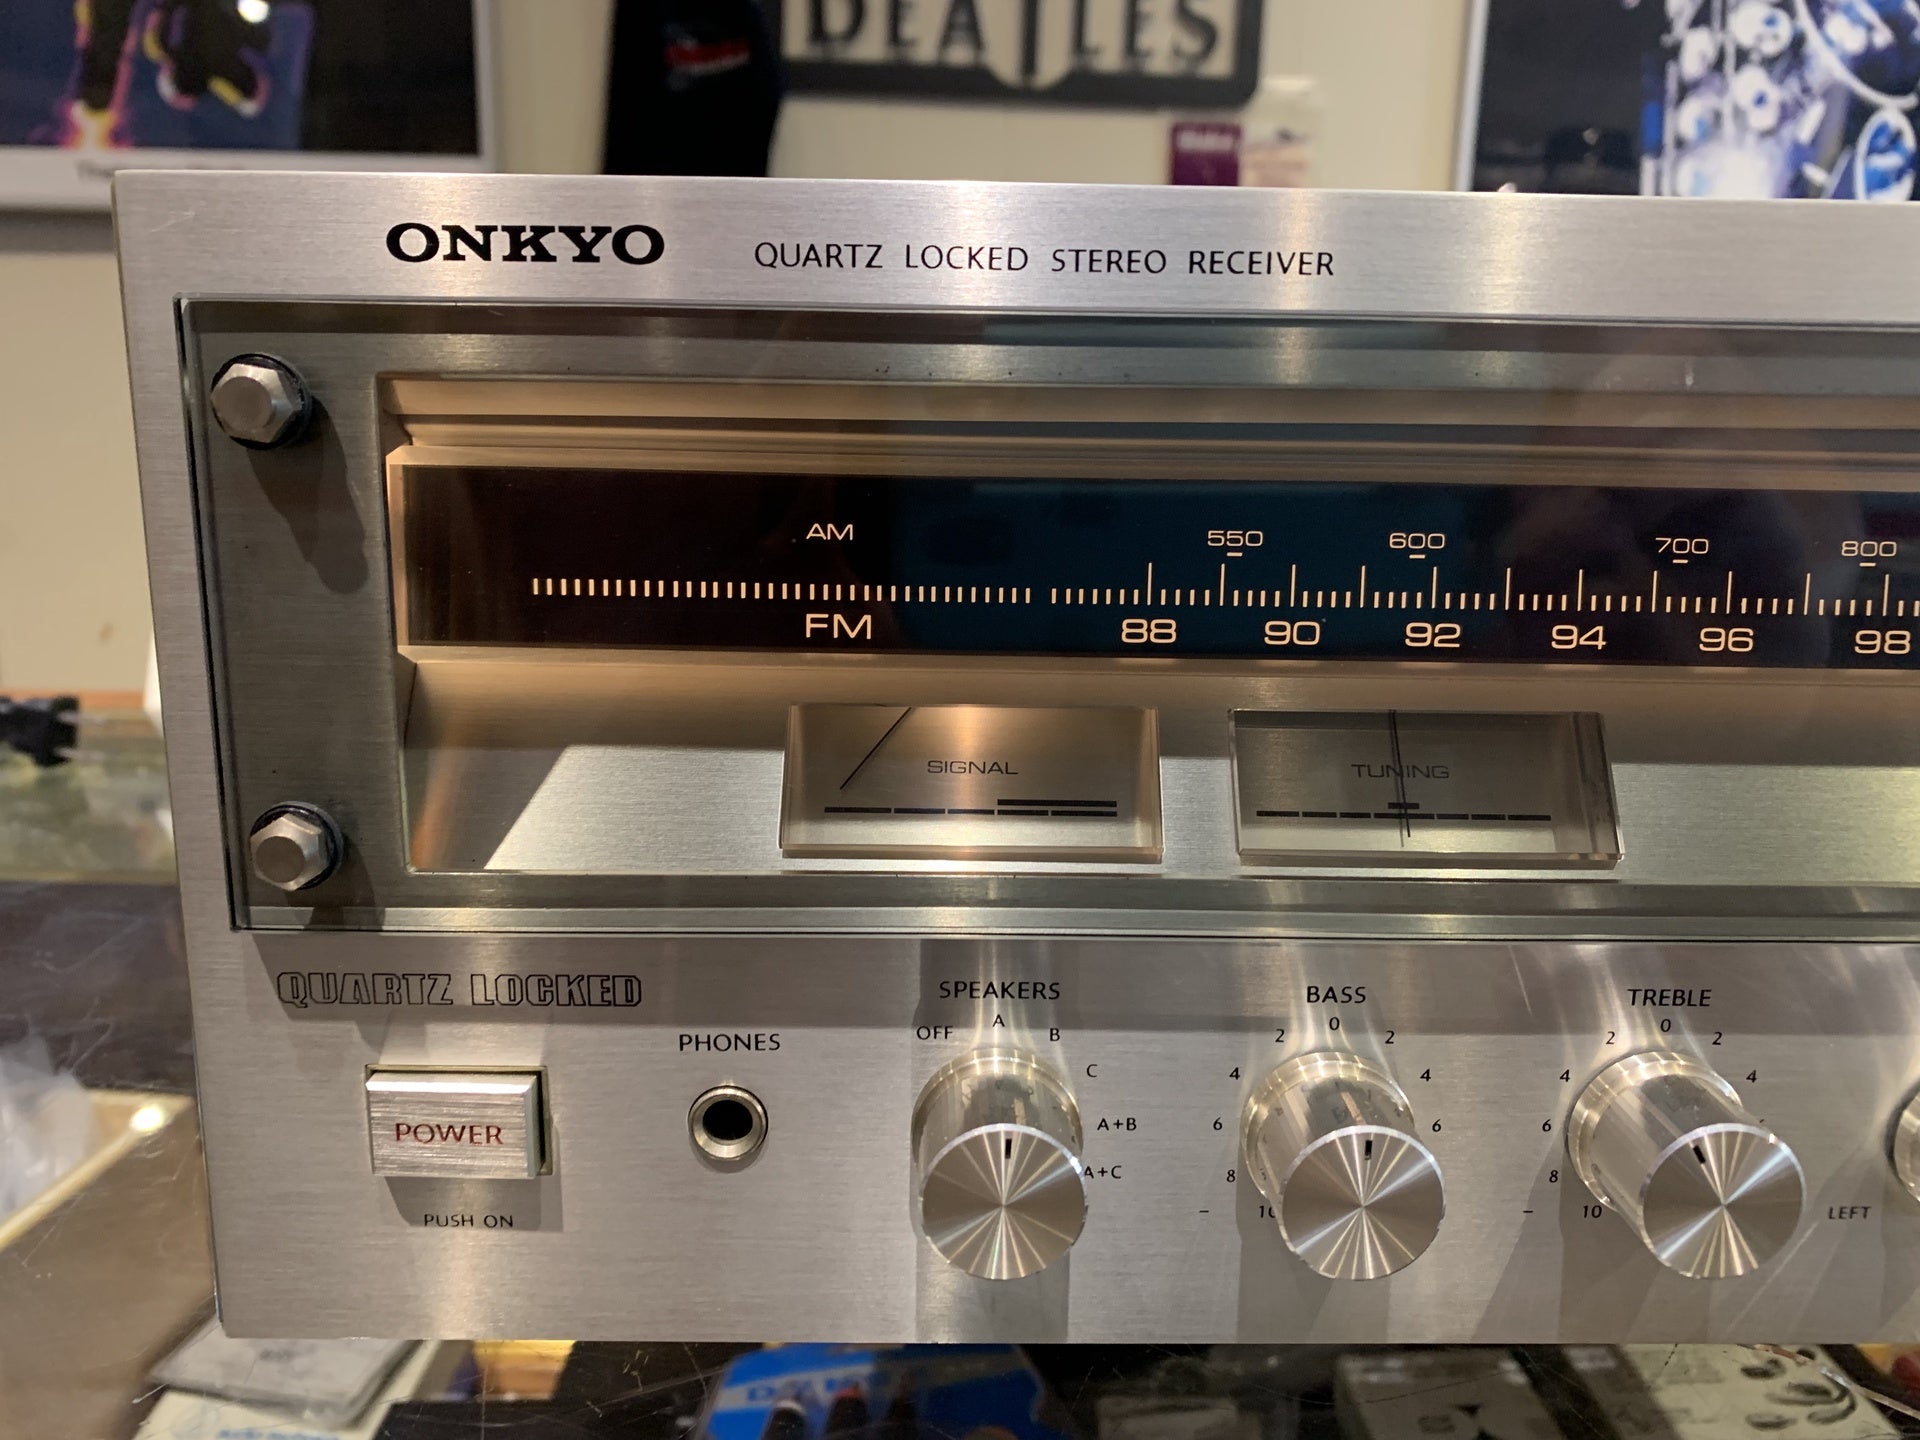 BEATLES
ONKYO QUARTZ LOCKED STEREO RECEIVER
AM 550 600 700 800
FM 88 90 92 94 96 98
SIGNAL TUNING
QUARTZ LOCKED
SPEAKERS BASS TREBLE
PHONES
OFF A B C A+B A+C
2 0 2 4 4 6 6 8 – 10
2 0 2 4 4 6 8 – 10
LEFT
POWER
PUSH ON